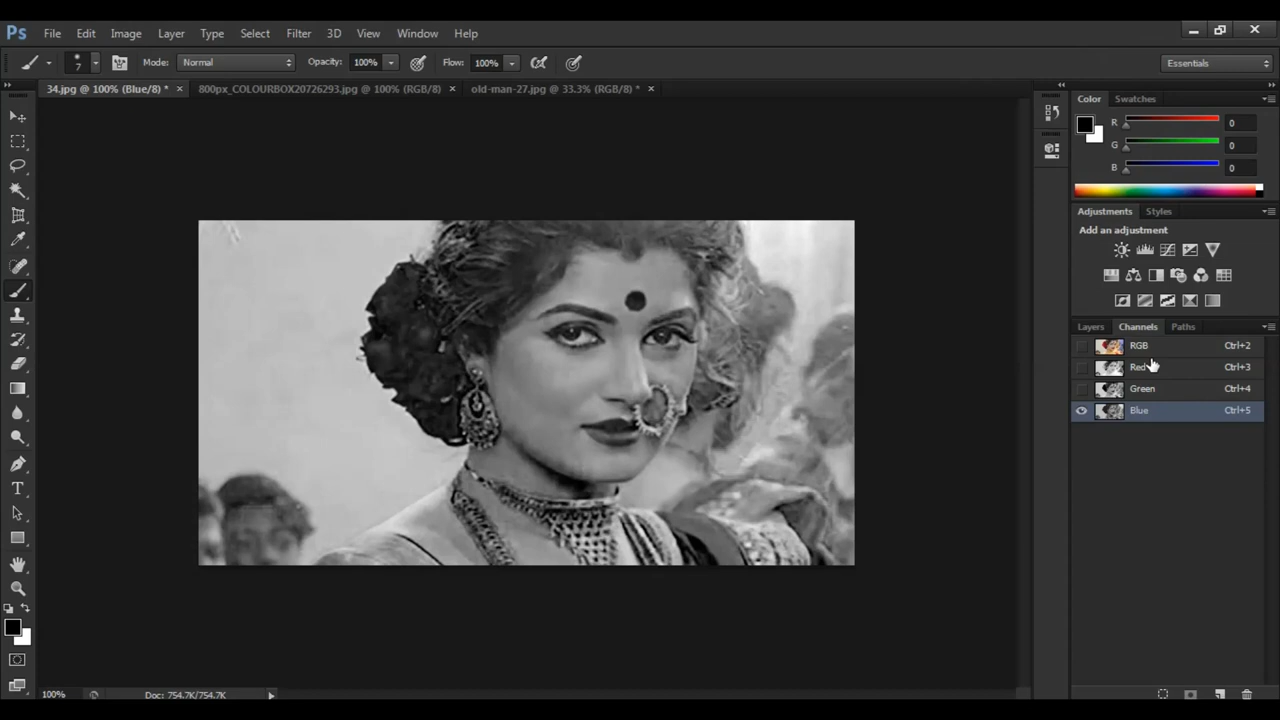 Ps File Edit Image Layer Type Select Filter 3D View Window Help
7 Mode: Normal Opacity: 100% Flow: 100% Essentials
34.jpg @ 100% (Blue/8) * × 800px_COLOURBOX20726293.jpg @ 100% (RGB/8) × old-man-27.jpg @ 33.3% (RGB/8) * ×
Color Swatches
R 0
G 0
B 0
Adjustments Styles
Add an adjustment
Layers Channels Paths
RGB Ctrl+2
Red Ctrl+3
Green Ctrl+4
Blue Ctrl+5
100% Doc: 754.7K/754.7K